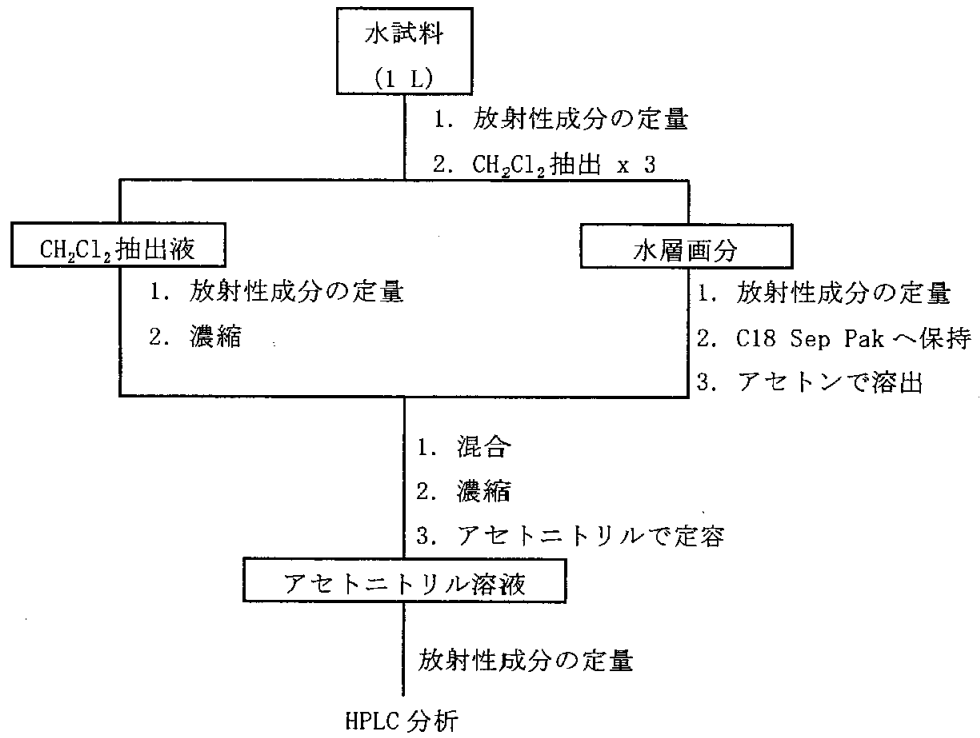 水試料
(1 L)
1. 放射性成分の定量
2. CH₂Cl₂抽出 x 3
CH₂Cl₂抽出液
1. 放射性成分の定量
2. 濃縮
水層画分
1. 放射性成分の定量
2. C18 Sep Pak へ保持
3. アセトンで溶出
1. 混合
2. 濃縮
3. アセトニトリルで定容
アセトニトリル溶液
放射性成分の定量
HPLC 分析